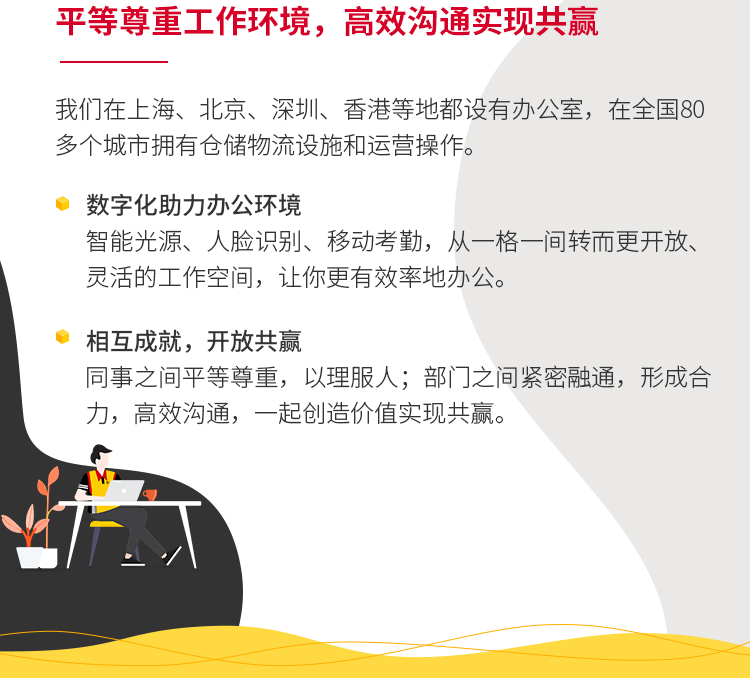 平等尊重工作环境，高效沟通实现共赢
我们在上海、北京、深圳、香港等地都设有办公室，在全国80
多个城市拥有仓储物流设施和运营操作。
数字化助力办公环境
智能光源、人脸识别、移动考勤，从一格一间转而更开放、
灵活的工作空间，让你更有效率地办公。
相互成就，开放共赢
同事之间平等尊重，以理服人；部门之间紧密融通，形成合
力，高效沟通，一起创造价值实现共赢。